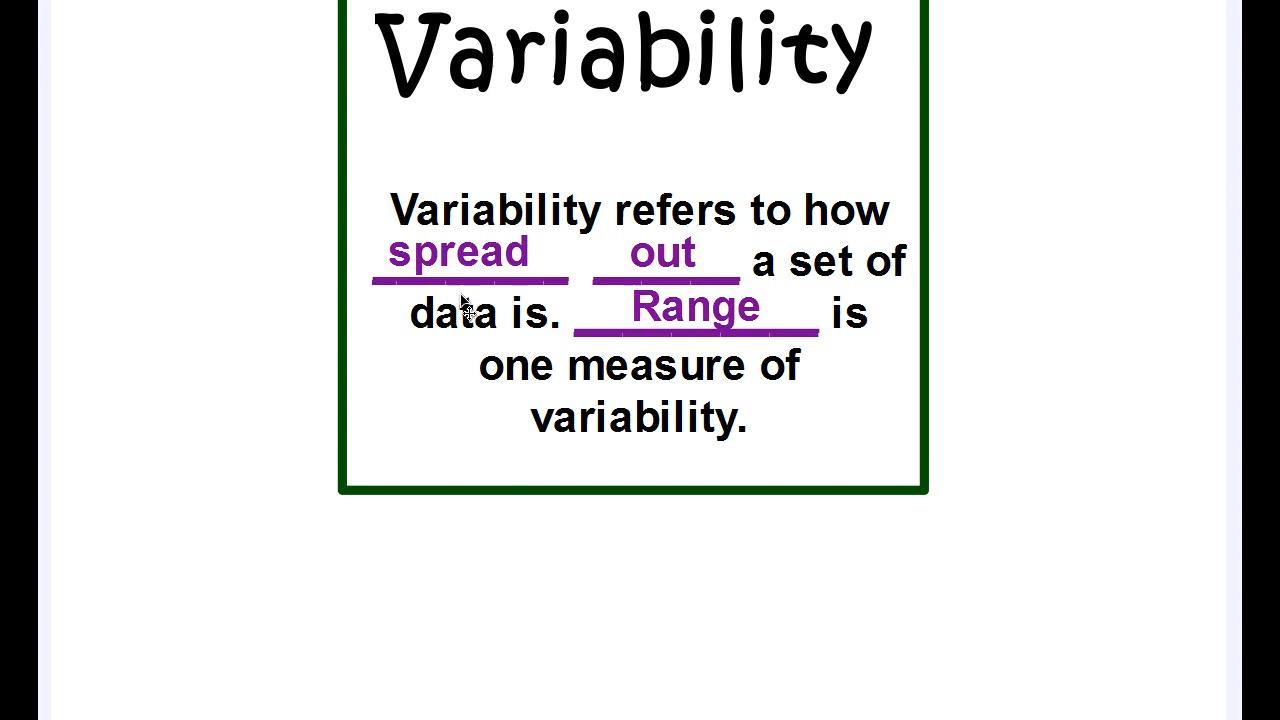 Variability
Variability refers to how
spread out a set of
data is. Range is
one measure of
variability.